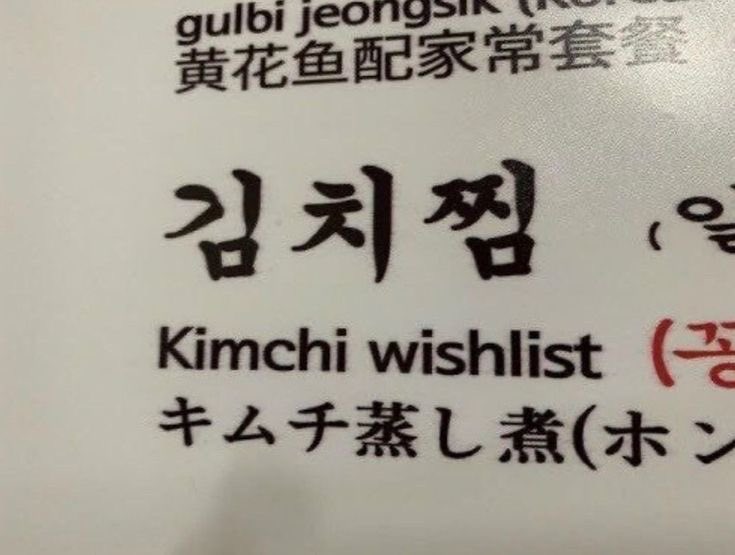 gulbi jeongsik
黄花鱼配家常套餐
김치찜
Kimchi wishlist
キムチ蒸し煮(ホン